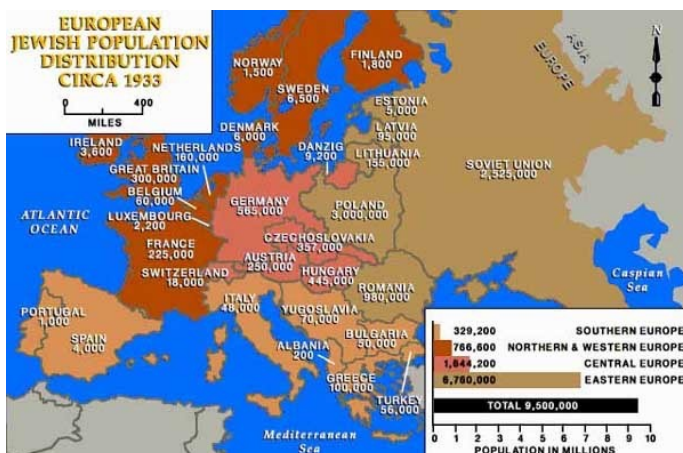 EUROPEAN
JEWISH POPULATION
DISTRIBUTION
CIRCA 1933
0 400
MILES
N
ASIA
EUROPE
NORWAY
1,500
SWEDEN
6,500
FINLAND
1,800
ESTONIA
5,000
LATVIA
95,000
LITHUANIA
155,000
DENMARK
6,000
DANZIG
9,200
IRELAND
3,600
NETHERLANDS
160,000
GREAT BRITAIN
300,000
BELGIUM
60,000
LUXEMBOURG
2,200
GERMANY
565,000
POLAND
3,000,000
SOVIET UNION
2,525,000
ATLANTIC
OCEAN
FRANCE
225,000
CZECHOSLOVAKIA
357,000
AUSTRIA
250,000
SWITZERLAND
18,000
HUNGARY
445,000
ROMANIA
980,000
Caspian
Sea
PORTUGAL
1,000
SPAIN
4,000
ITALY
48,000
YUGOSLAVIA
70,000
BULGARIA
50,000
ALBANIA
200
GREECE
100,000
TURKEY
56,000
Mediterranean
Sea
329,200 SOUTHERN EUROPE
766,600 NORTHERN & WESTERN EUROPE
1,644,200 CENTRAL EUROPE
6,760,000 EASTERN EUROPE
TOTAL 9,500,000
0 1 2 3 4 5 6 7 8 9 10
POPULATION IN MILLIONS